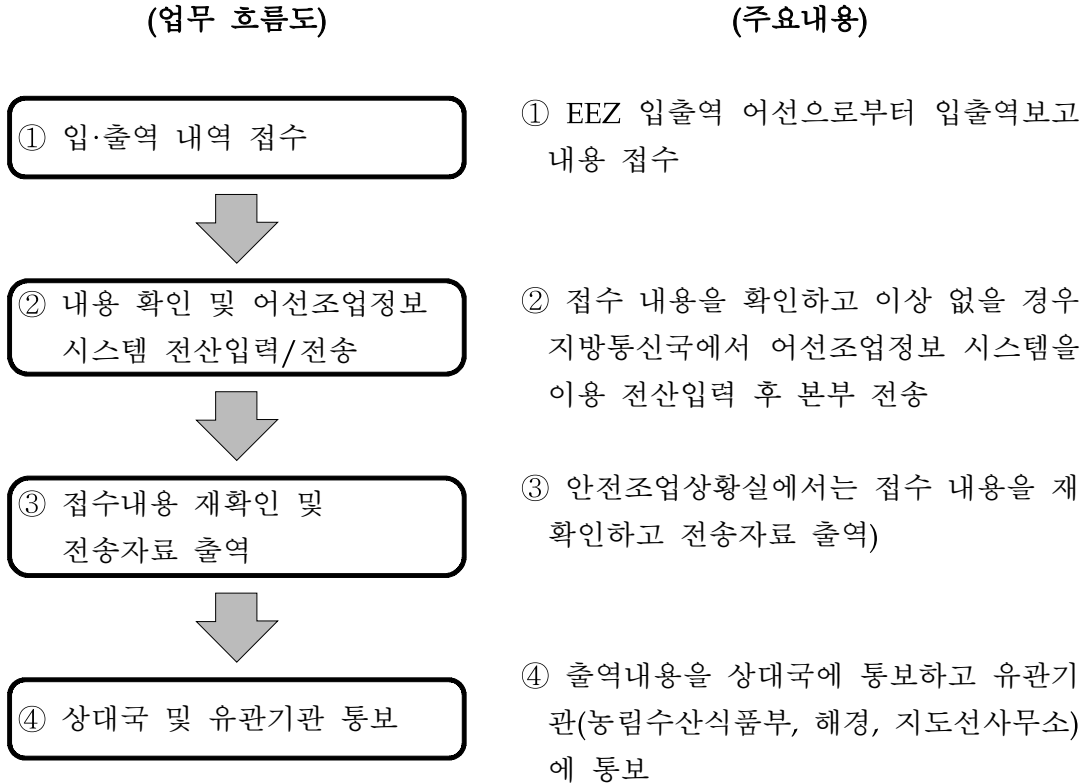 (업무 흐름도)
(주요내용)
① 입·출역 내역 접수
① EEZ 입출역 어선으로부터 입출역보고
내용 접수
② 내용 확인 및 어선조업정보
시스템 전산입력/전송
② 접수 내용을 확인하고 이상 없을 경우
지방통신국에서 어선조업정보 시스템을
이용 전산입력 후 본부 전송
③ 접수내용 재확인 및
전송자료 출역
③ 안전조업상황실에서는 접수 내용을 재
확인하고 전송자료 출역)
④ 상대국 및 유관기관 통보
④ 출역내용을 상대국에 통보하고 유관기
관(농림수산식품부, 해경, 지도선사무소)
에 통보